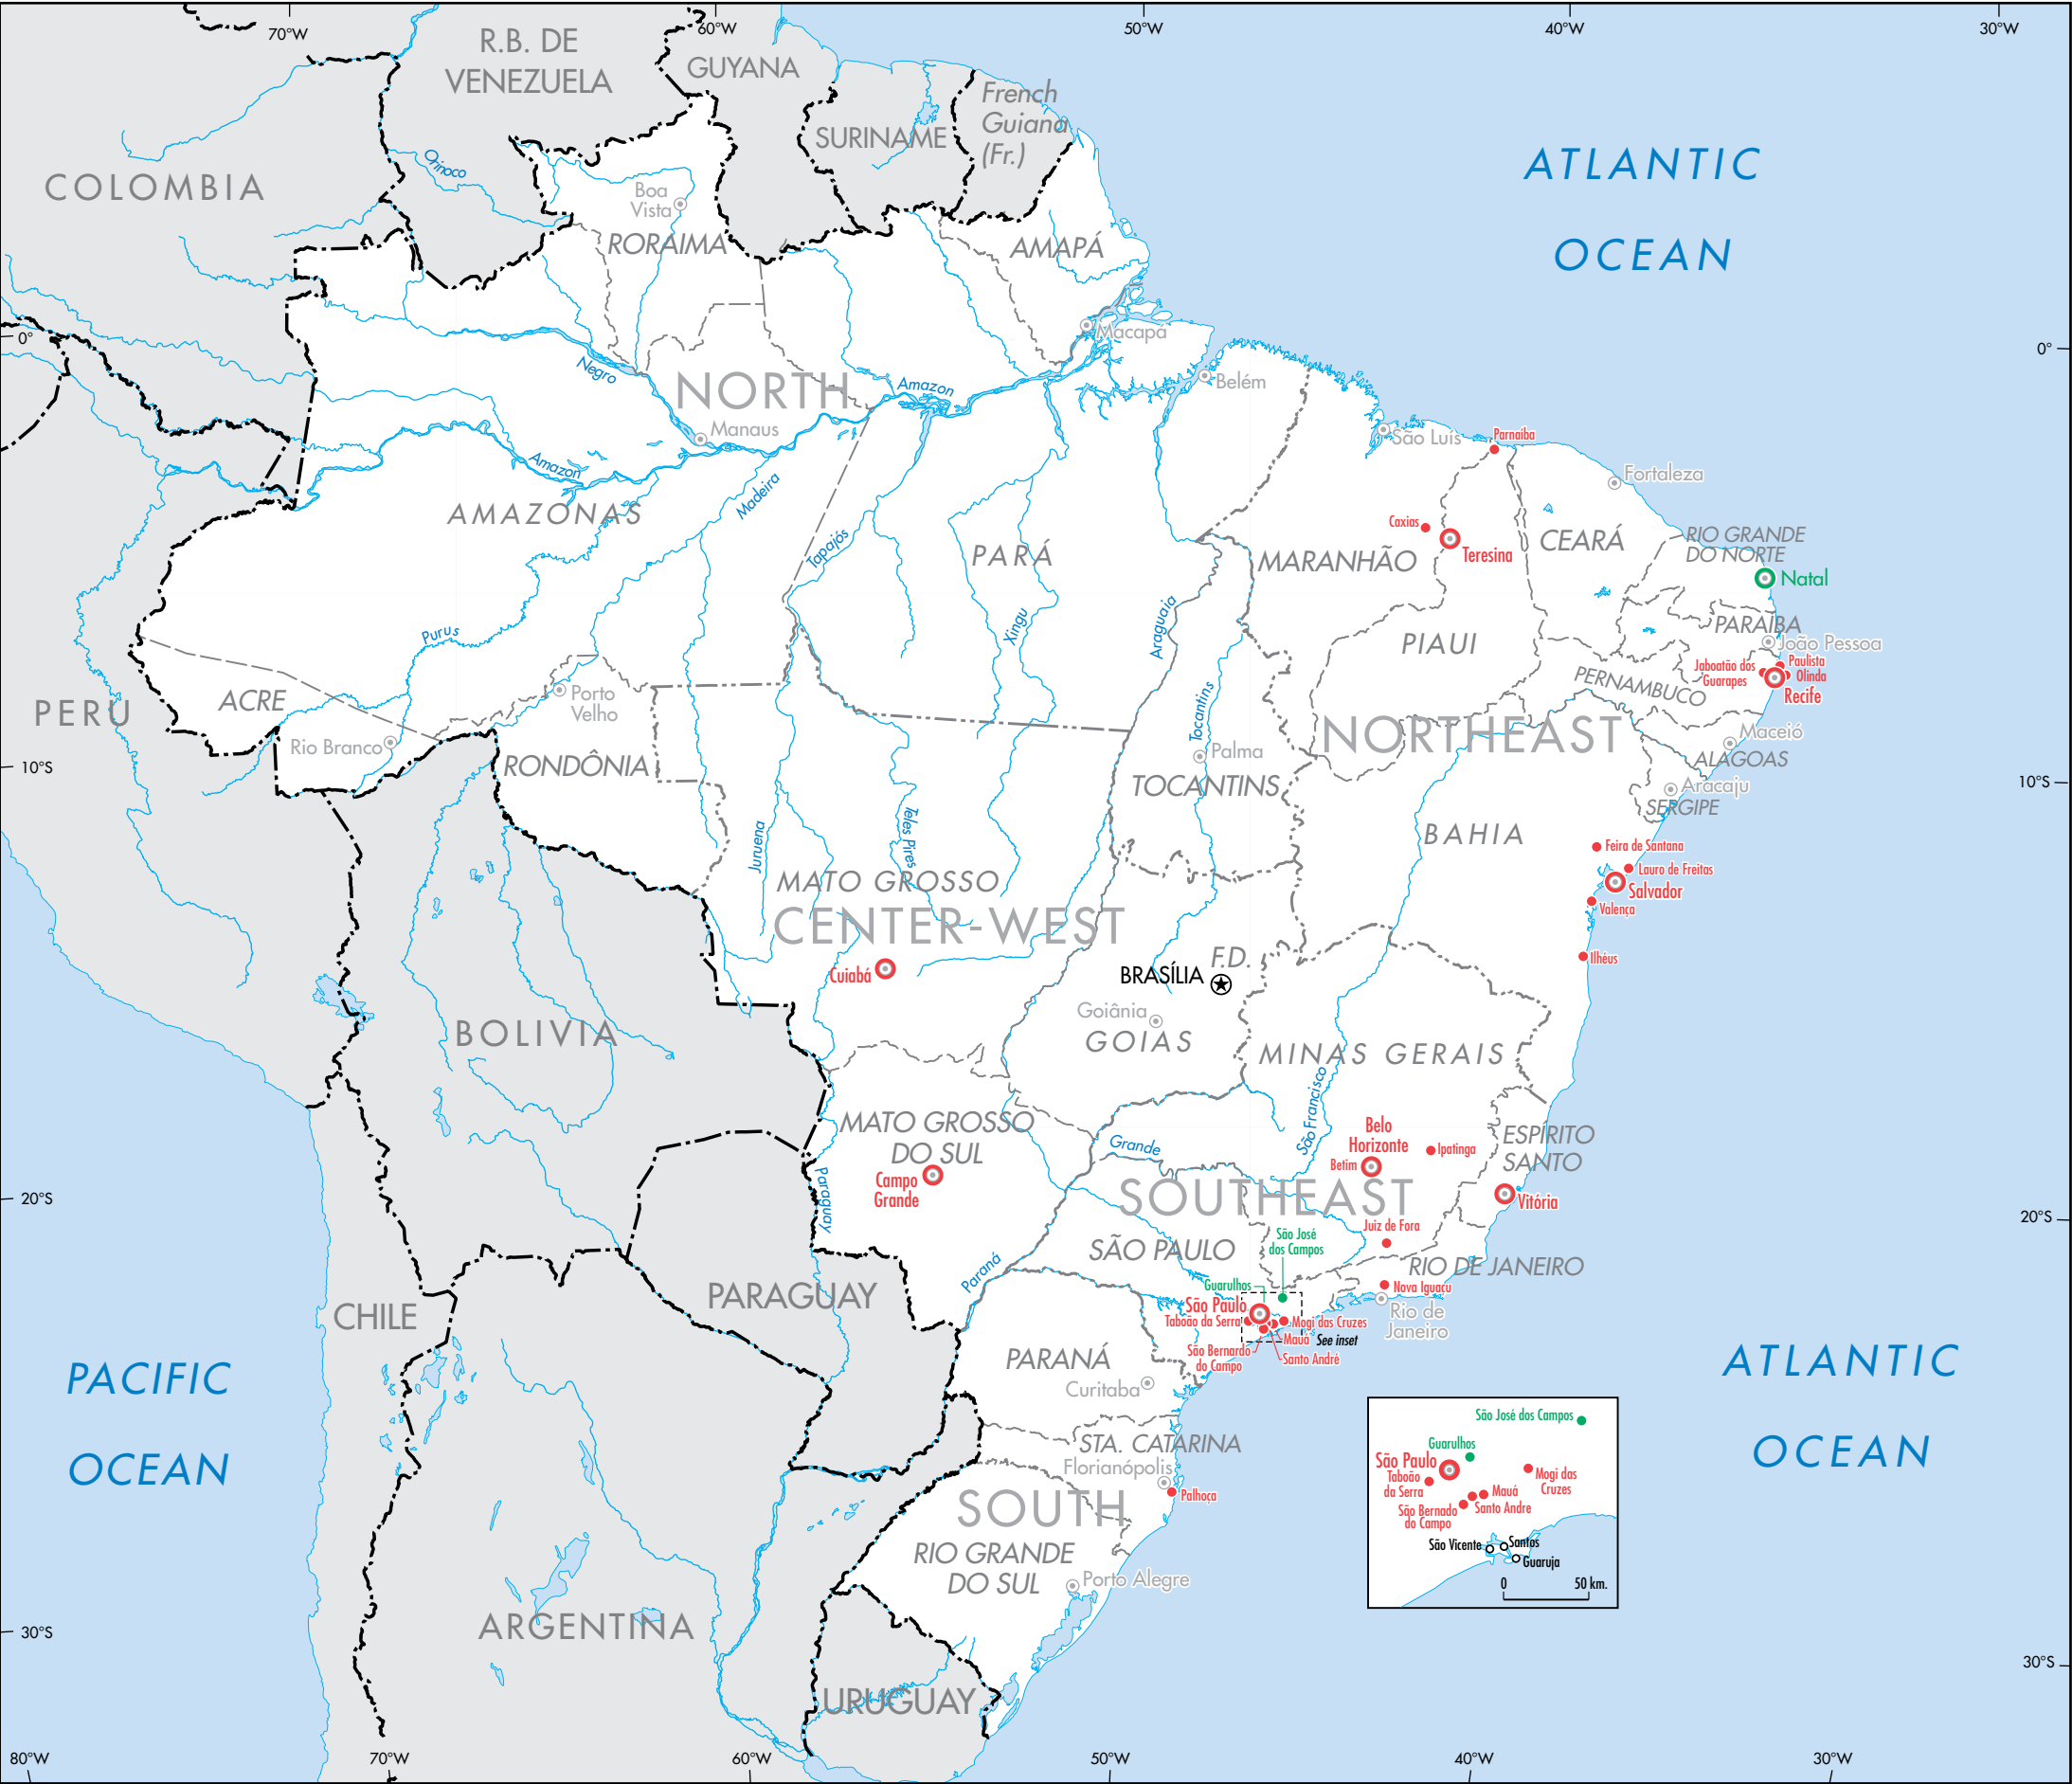 70°W
60°W
50°W
40°W
30°W
R.B. DE
VENEZUELA
GUYANA
SURINAME
French
Guiana
(Fr.)
ATLANTIC
OCEAN
COLOMBIA
Orinoco
Boa
Vista
RORAIMA
AMAPÁ
0°
0°
Macapá
Negro
NORTH
Amazon
Belém
Manaus
São Luís
Parnaíba
Amazon
Madeira
Fortaleza
AMAZONAS
Caxias
Teresina
Tapajós
PARÁ
MARANHÃO
CEARÁ
RIO GRANDE
DO NORTE
Natal
Purus
Xingu
Araguaia
PIAUI
PARAÍBA
João Pessoa
Jaboatão dos
Guarapes
Paulista
Olinda
Recife
PERU
ACRE
Porto
Velho
Rio Branco
RONDÔNIA
PERNAMBUCO
Tocantins
NORTHEAST
Maceió
ALAGOAS
Palma
TOCANTINS
Aracaju
SERGIPE
10°S
10°S
Juruena
Teles Pires
BAHIA
Feira de Santana
Lauro de Freitas
Salvador
Valença
MATO GROSSO
CENTER-WEST
Cuiabá
F.D.
BRASÍLIA
Ilhéus
Goiânia
GOIAS
BOLIVIA
MINAS GERAIS
São Francisco
MATO GROSSO
DO SUL
Campo
Grande
Paraguay
Grande
Belo
Horizonte
Betim
Ipatinga
ESPÍRITO
SANTO
Vitória
20°S
20°S
SOUTHEAST
Juiz de Fora
SÃO PAULO
São José
dos Campos
RIO DE JANEIRO
Paraná
Guarulhos
Nova Iguaçu
São Paulo
Taboão da Serra
Mogi das Cruzes
Mauá
See inset
Rio de
Janeiro
São Bernardo
do Campo
Santo André
PARAGUAY
CHILE
PACIFIC
OCEAN
PARANÁ
Curitaba
ATLANTIC
OCEAN
STA. CATARINA
Florianópolis
Palhoça
SOUTH
RIO GRANDE
DO SUL
Porto Alegre
São José dos Campos
Guarulhos
São Paulo
Taboão
da Serra
Mogi das
Cruzes
Mauá
Santo Andre
São Bernado
do Campo
São Vicente
Santos
Guaruja
0
50 km.
ARGENTINA
URUGUAY
30°S
30°S
80°W
70°W
60°W
50°W
40°W
30°W